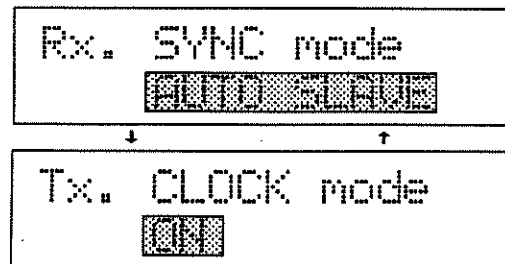 Rx. SYNC mode
AUTO SLAVE
↓ ↑
Tx. CLOCK mode
ON